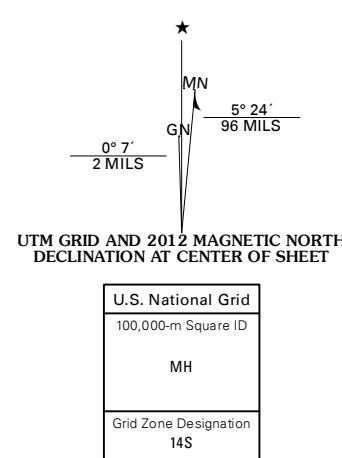 ★
MN
GN
5° 24´
96 MILS
0° 7´
2 MILS
UTM GRID AND 2012 MAGNETIC NORTH
DECLINATION AT CENTER OF SHEET
U.S. National Grid
100,000-m Square ID
MH
Grid Zone Designation
14S